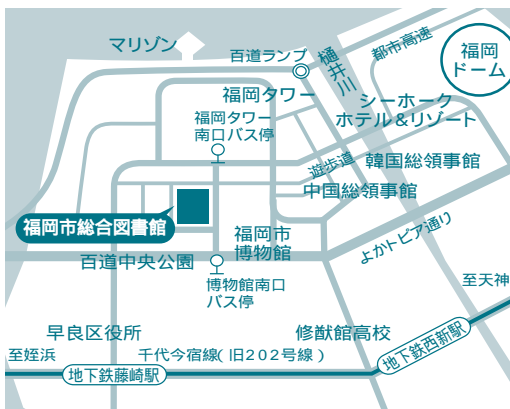 マリゾン
百道ランプ
樋井川
都市高速
福岡
ドーム
福岡タワー
シーホーク
ホテル&リゾート
福岡タワー
南口バス停
遊歩道
韓国総領事館
中国総領事館
福岡市総合図書館
福岡市
博物館
よかトピア通り
百道中央公園
博物館南口
バス停
至天神
早良区役所
修猷館高校
至姪浜
千代今宿線(旧202号線)
地下鉄西新駅
地下鉄藤崎駅